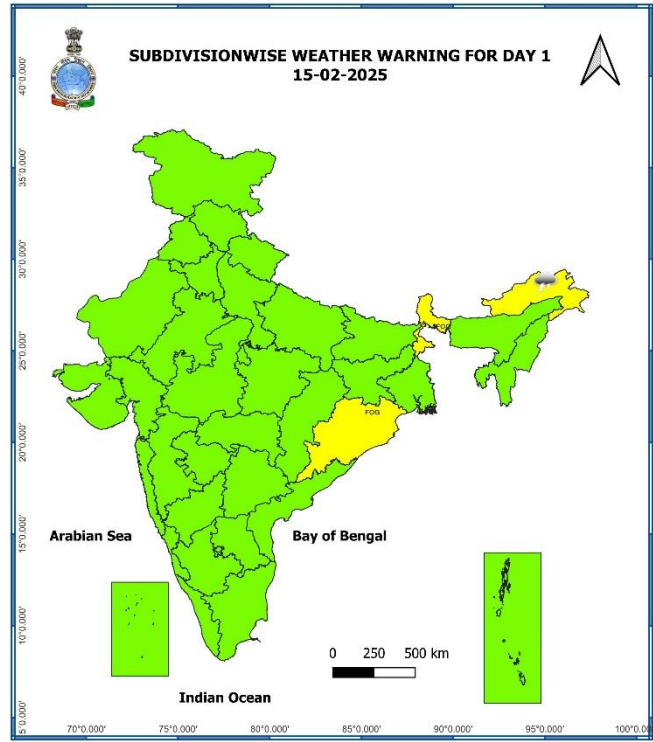 SUBDIVISIONWISE WEATHER WARNING FOR DAY 1
15-02-2025
40°0.000'
35°0.000'
30°0.000'
FOG
25°0.000'
FOG
20°0.000'
Arabian Sea
Bay of Bengal
15°0.000'
10°0.000'
0 250 500 km
Indian Ocean
5°0.000'
70°0.000' 75°0.000' 80°0.000' 85°0.000' 90°0.000' 95°0.000' 100°0.000'